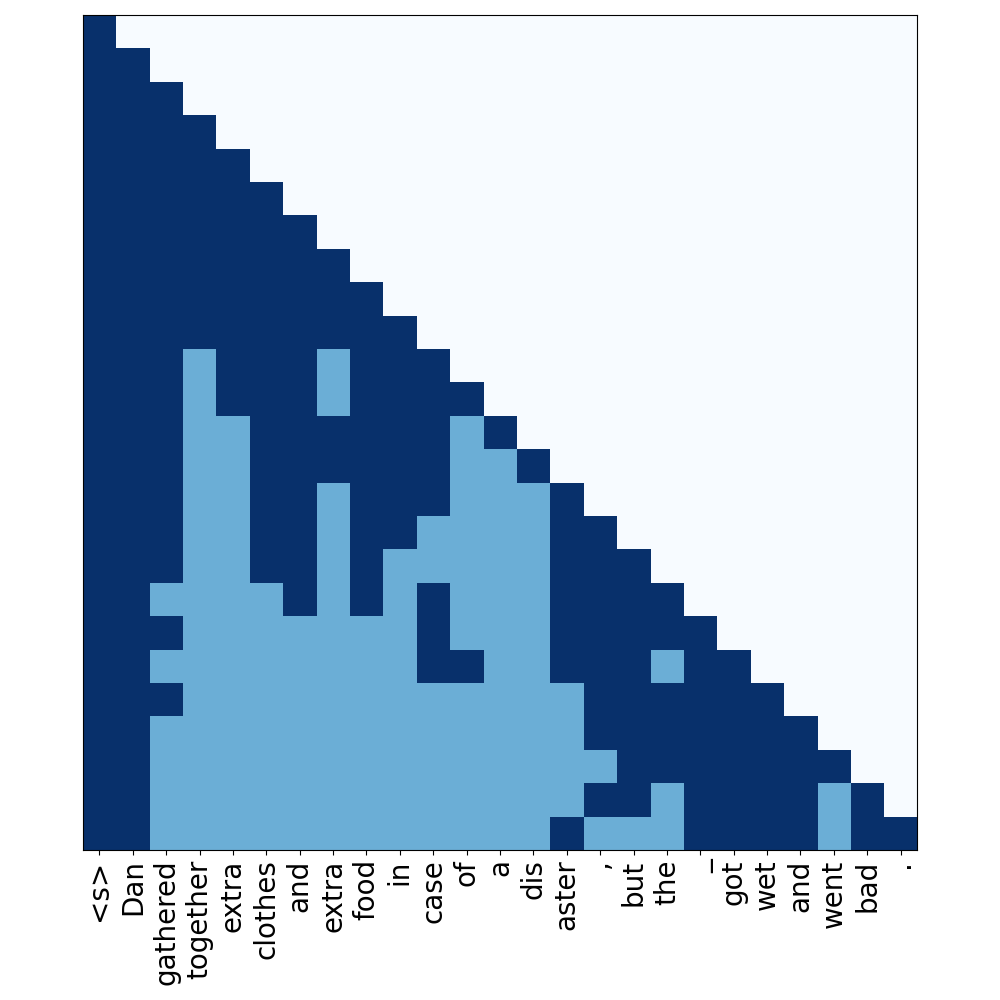 <s>
Dan
gathered
together
extra
clothes
and
extra
food
in
case
of
a
dis
aster
,
but
the
_
got
wet
and
went
bad
.